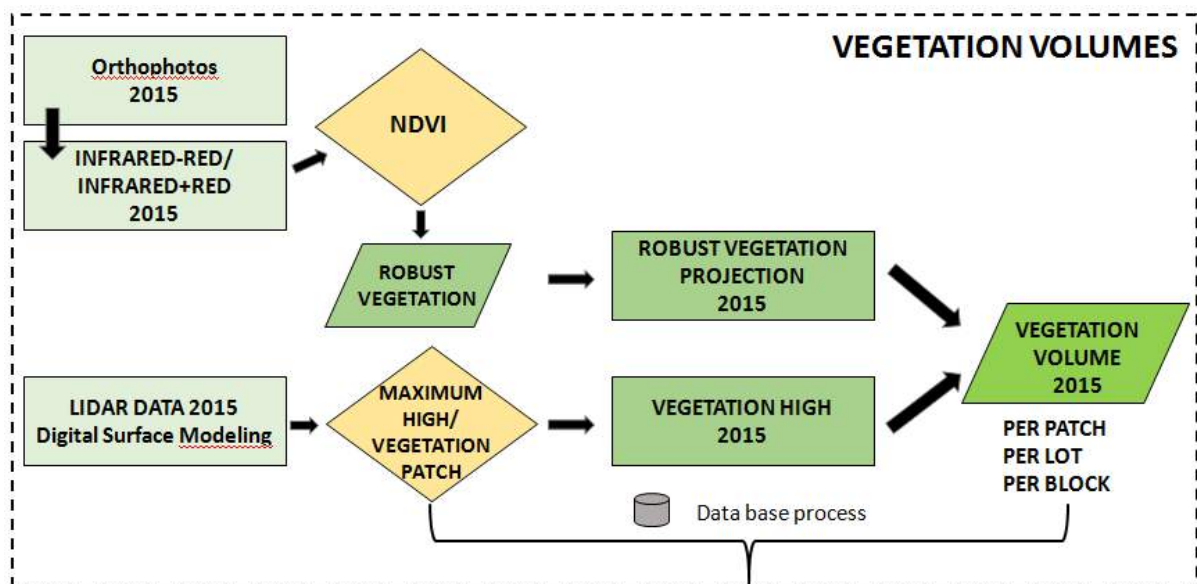 VEGETATION VOLUMES
Orthophotos
2015
INFRARED-RED/
INFRARED+RED
2015
NDVI
ROBUST
VEGETATION
ROBUST VEGETATION
PROJECTION
2015
VEGETATION
VOLUME
2015
LIDAR DATA 2015
Digital Surface Modeling
MAXIMUM
HIGH/
VEGETATION
PATCH
VEGETATION HIGH
2015
PER PATCH
PER LOT
PER BLOCK
Data base process